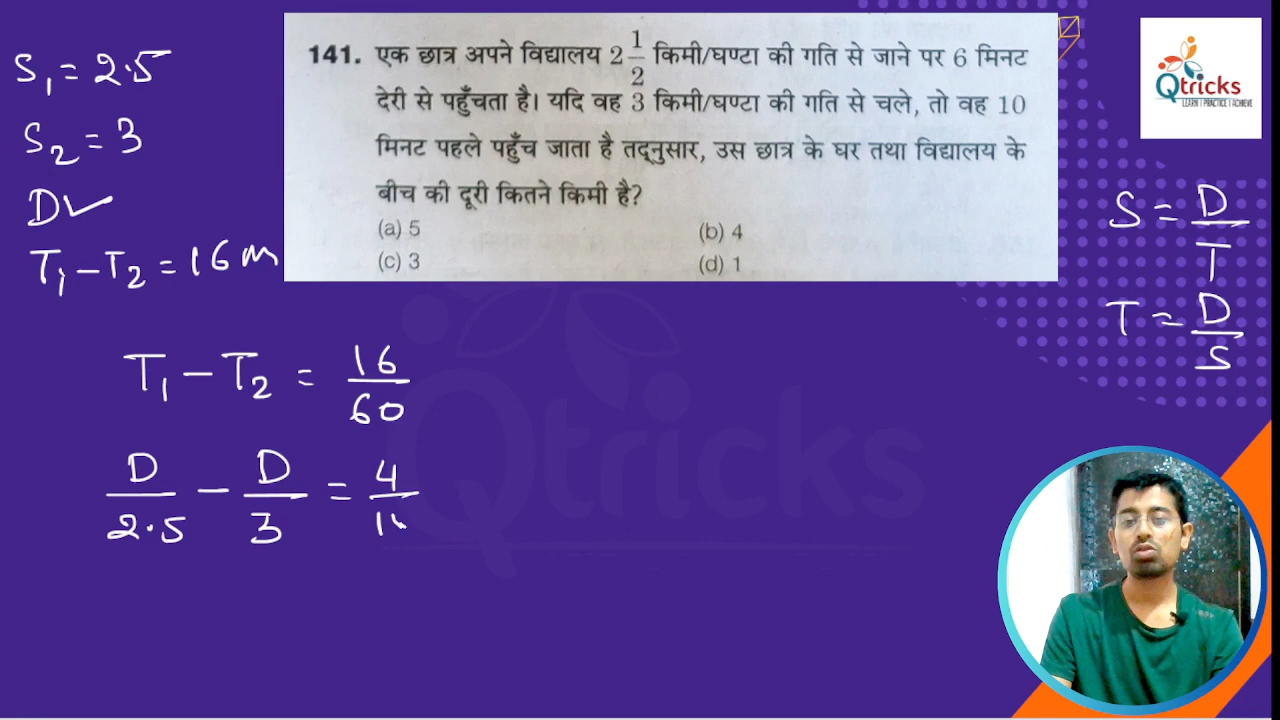 S₁ = 2.5
S₂ = 3
D✓
T₁ - T₂ = 16 m
141. एक छात्र अपने विद्यालय 2 1/2 किमी/घण्टा की गति से जाने पर 6 मिनट
देरी से पहुँचता है। यदि वह 3 किमी/घण्टा की गति से चले, तो वह 10
मिनट पहले पहुँच जाता है तद्नुसार, उस छात्र के घर तथा विद्यालय के
बीच की दूरी कितने किमी है?
(a) 5 (b) 4
(c) 3 (d) 1
Qtricks
LEARN | PRACTICE | ACHIEVE
S = D/T
T = D/S
T₁ - T₂ = 16/60
D/2.5 - D/3 = 4/1
Qtricks